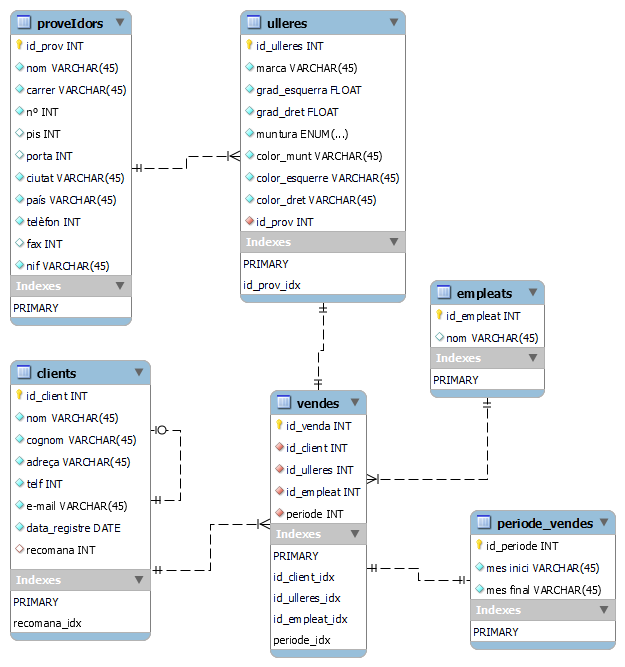 proveIdors
id_prov INT
nom VARCHAR(45)
carrer VARCHAR(45)
nº INT
pis INT
porta INT
ciutat VARCHAR(45)
país VARCHAR(45)
telèfon INT
fax INT
nif VARCHAR(45)
Indexes
PRIMARY
ulleres
id_ulleres INT
marca VARCHAR(45)
grad_esquerra FLOAT
grad_dret FLOAT
muntura ENUM(...)
color_munt VARCHAR(45)
color_esquerre VARCHAR(45)
color_dret VARCHAR(45)
id_prov INT
Indexes
PRIMARY
id_prov_idx
empleats
id_empleat INT
nom VARCHAR(45)
Indexes
PRIMARY
clients
id_client INT
nom VARCHAR(45)
cognom VARCHAR(45)
adreça VARCHAR(45)
telf INT
e-mail VARCHAR(45)
data_registre DATE
recomana INT
Indexes
PRIMARY
recomana_idx
vendes
id_venda INT
id_client INT
id_ulleres INT
id_empleat INT
periode INT
Indexes
PRIMARY
id_client_idx
id_ulleres_idx
id_empleat_idx
periode_idx
periode_vendes
id_periode INT
mes inici VARCHAR(45)
mes final VARCHAR(45)
Indexes
PRIMARY